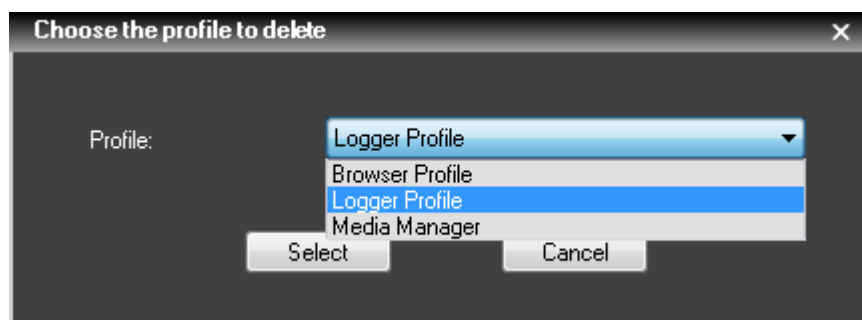 Choose the profile to delete
Profile: Logger Profile
Browser Profile
Logger Profile
Media Manager
Select Cancel